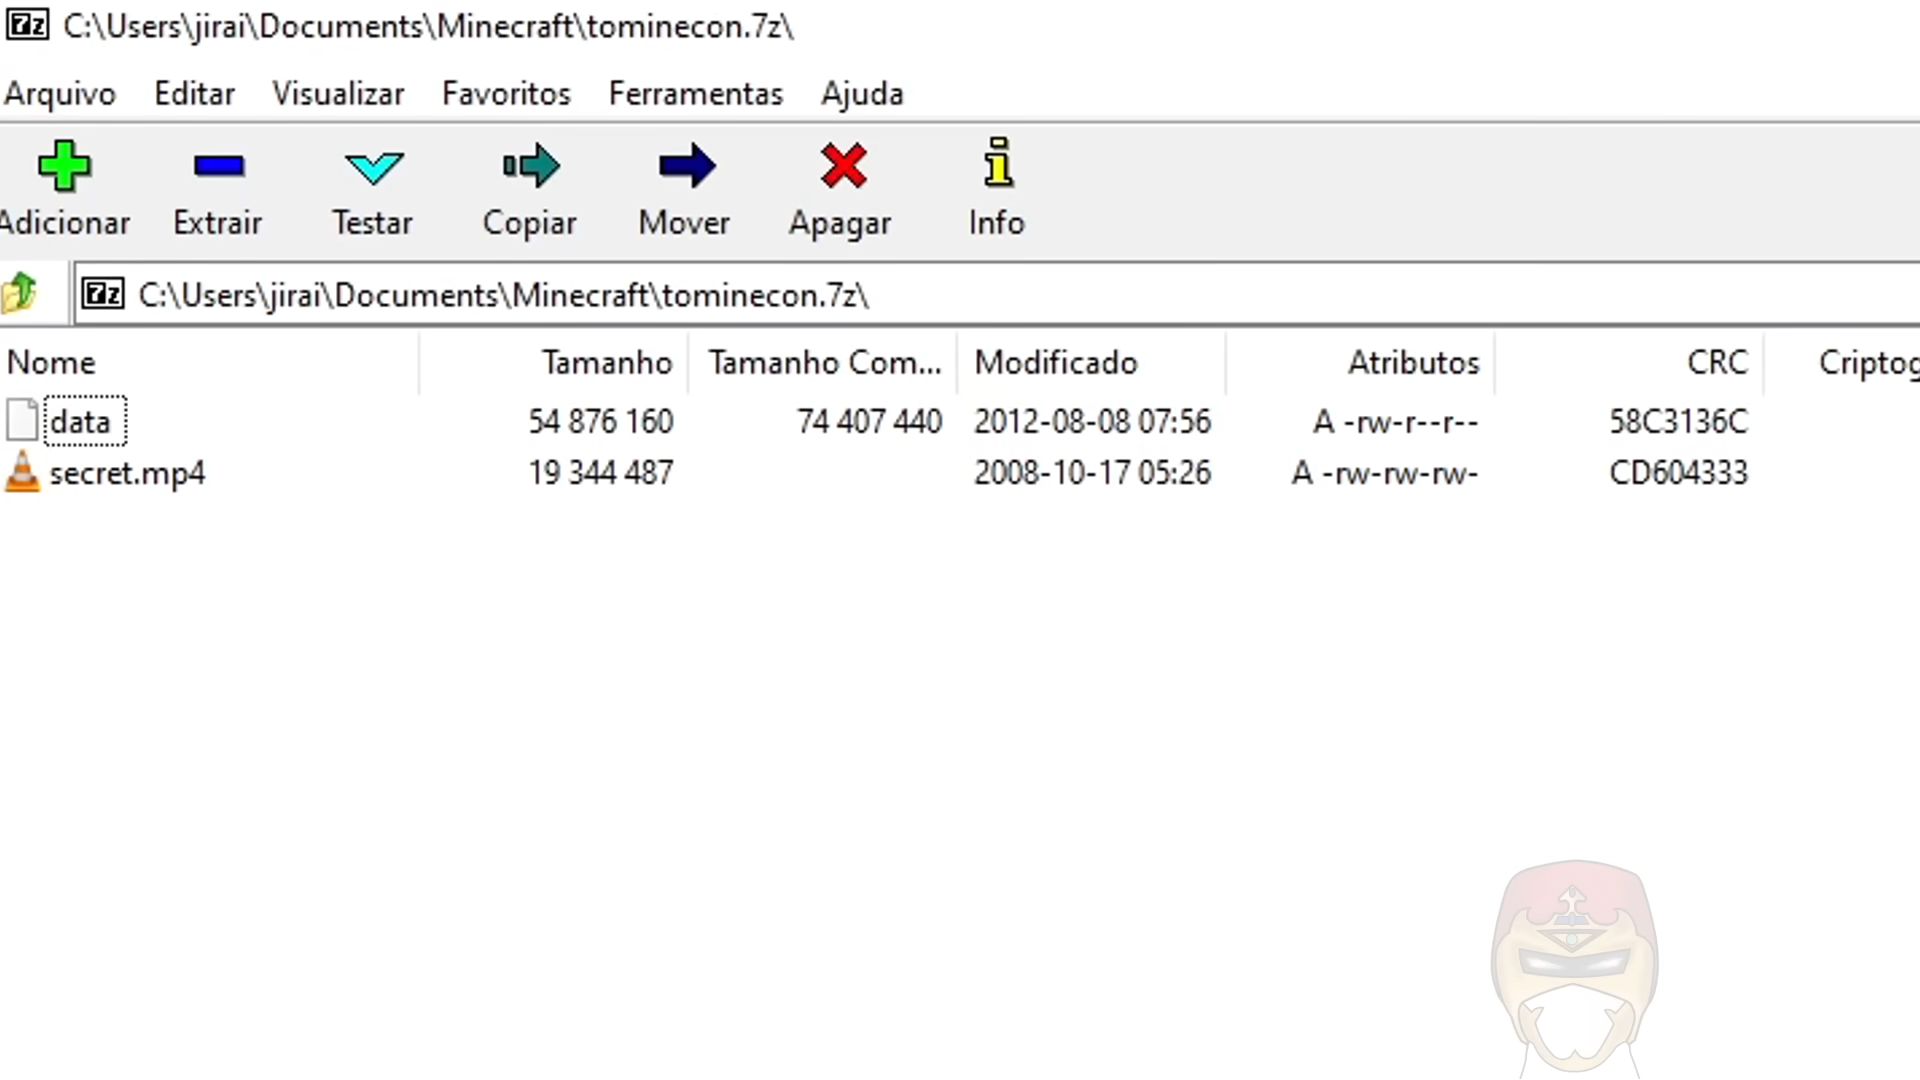 C:\Users\jirai\Documents\Minecraft\tominecon.7z\
Arquivo Editar Visualizar Favoritos Ferramentas Ajuda
Adicionar Extrair Testar Copiar Mover Apagar Info
C:\Users\jirai\Documents\Minecraft\tominecon.7z\
Nome Tamanho Tamanho Com... Modificado Atributos CRC Criptog
data 54 876 160 74 407 440 2012-08-08 07:56 A -rw-r--r-- 58C3136C
secret.mp4 19 344 487 2008-10-17 05:26 A -rw-rw-rw- CD604333